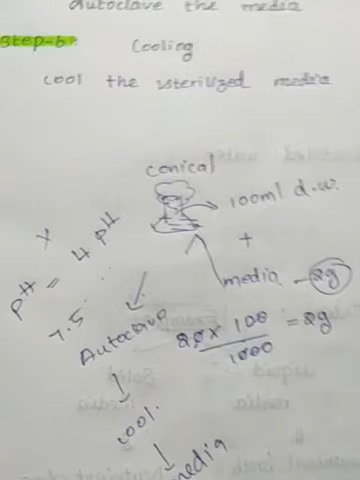 Autoclave the media
Step-6:
Cooling
cool the sterilized media
conical
100ml d.w.
+
media - 2g
pH = 4 pH
7.5
Autoclave
20 x 100 = 2g
1000
cool.
media